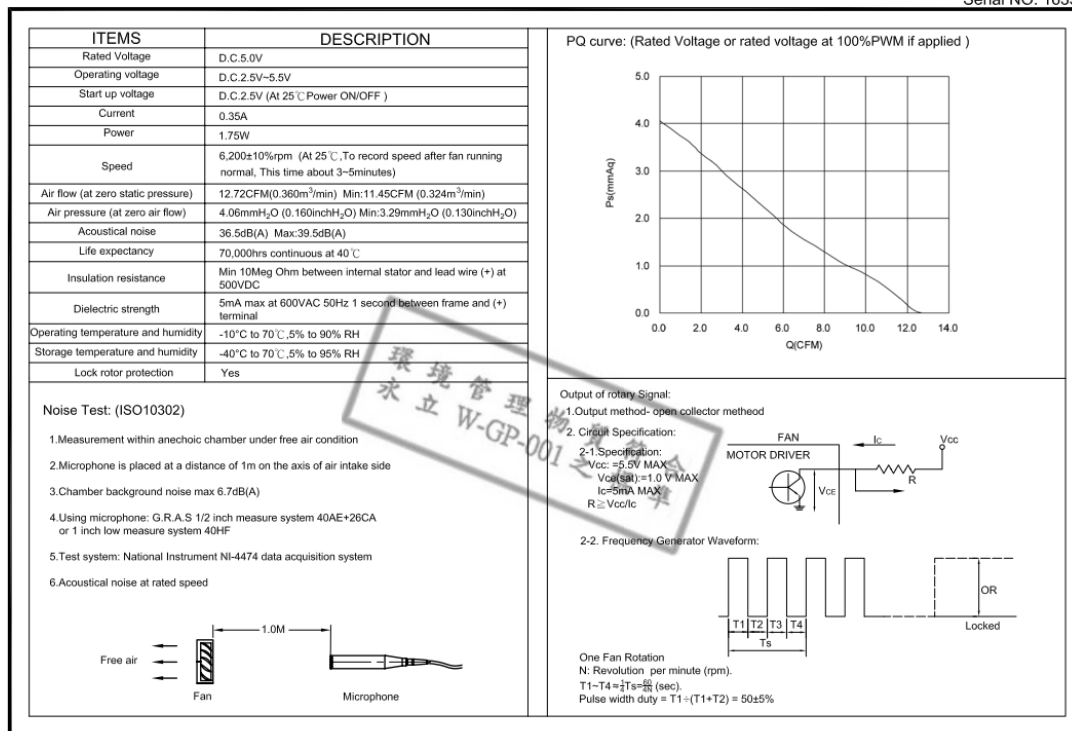 Serial NO. 1655
ITEMS DESCRIPTION
Rated Voltage D.C.5.0V
Operating voltage D.C.2.5V~5.5V
Start up voltage D.C.2.5V (At 25℃Power ON/OFF )
Current 0.35A
Power 1.75W
Speed 6,200±10%rpm (At 25℃,To record speed after fan running
normal, This time about 3~5minutes)
Air flow (at zero static pressure) 12.72CFM(0.360m³/min) Min:11.45CFM (0.324m³/min)
Air pressure (at zero air flow) 4.06mmH₂O (0.160inchH₂O) Min:3.29mmH₂O (0.130inchH₂O)
Acoustical noise 36.5dB(A) Max:39.5dB(A)
Life expectancy 70,000hrs continuous at 40℃
Insulation resistance Min 10Meg Ohm between internal stator and lead wire (+) at
500VDC
Dielectric strength 5mA max at 600VAC 50Hz 1 second between frame and (+)
terminal
Operating temperature and humidity -10°C to 70℃,5% to 90% RH
Storage temperature and humidity -40°C to 70℃,5% to 95% RH
Lock rotor protection Yes
Noise Test: (ISO10302)
1.Measurement within anechoic chamber under free air condition
2.Microphone is placed at a distance of 1m on the axis of air intake side
3.Chamber background noise max 6.7dB(A)
4.Using microphone: G.R.A.S 1/2 inch measure system 40AE+26CA
or 1 inch low measure system 40HF
5.Test system: National Instrument NI-4474 data acquisition system
6.Acoustical noise at rated speed
1.0M
Free air
Fan Microphone
PQ curve: (Rated Voltage or rated voltage at 100%PWM if applied )
Ps(mmAq)
5.0
4.0
3.0
2.0
1.0
0.0
0.0 2.0 4.0 6.0 8.0 10.0 12.0 14.0
Q(CFM)
Output of rotary Signal:
1.Output method- open collector metheod
2. Circuit Specification:
2-1.Specification:
Vcc: =5.5V MAX
Vce(sat):=1.0 V MAX
Ic=5mA MAX
R≧Vcc/Ic
FAN
MOTOR DRIVER
Ic
Vcc
R
VCE
2-2. Frequency Generator Waveform:
OR
T1 T2 T3 T4
Locked
Ts
One Fan Rotation
N: Revolution per minute (rpm).
T1~T4≈¼Ts=60/4N (sec).
Pulse width duty = T1÷(T1+T2) = 50±5%
環境管理物質符合
永立 W-GP-001 之標準